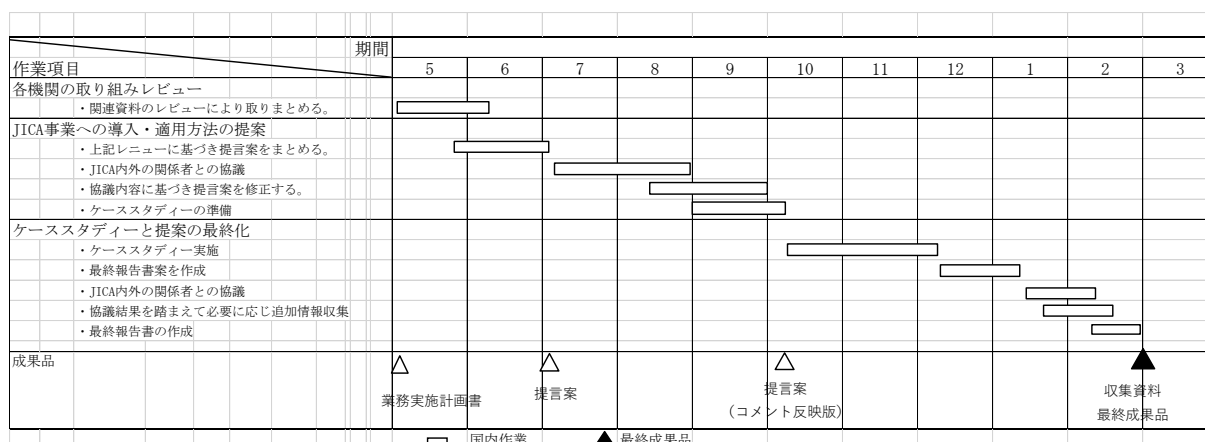 期間
作業項目
5 6 7 8 9 10 11 12 1 2 3
各機関の取り組みレビュー
・関連資料のレビューにより取りまとめる。
JICA事業への導入・適用方法の提案
・上記レニューに基づき提言案をまとめる。
・JICA内外の関係者との協議
・協議内容に基づき提言案を修正する。
・ケーススタディーの準備
ケーススタディーと提案の最終化
・ケーススタディー実施
・最終報告書案を作成
・JICA内外の関係者との協議
・協議結果を踏まえて必要に応じ追加情報収集
・最終報告書の作成
成果品
業務実施計画書
提言案
提言案
（コメント反映版）
収集資料
最終成果品
国内作業 最終成果品